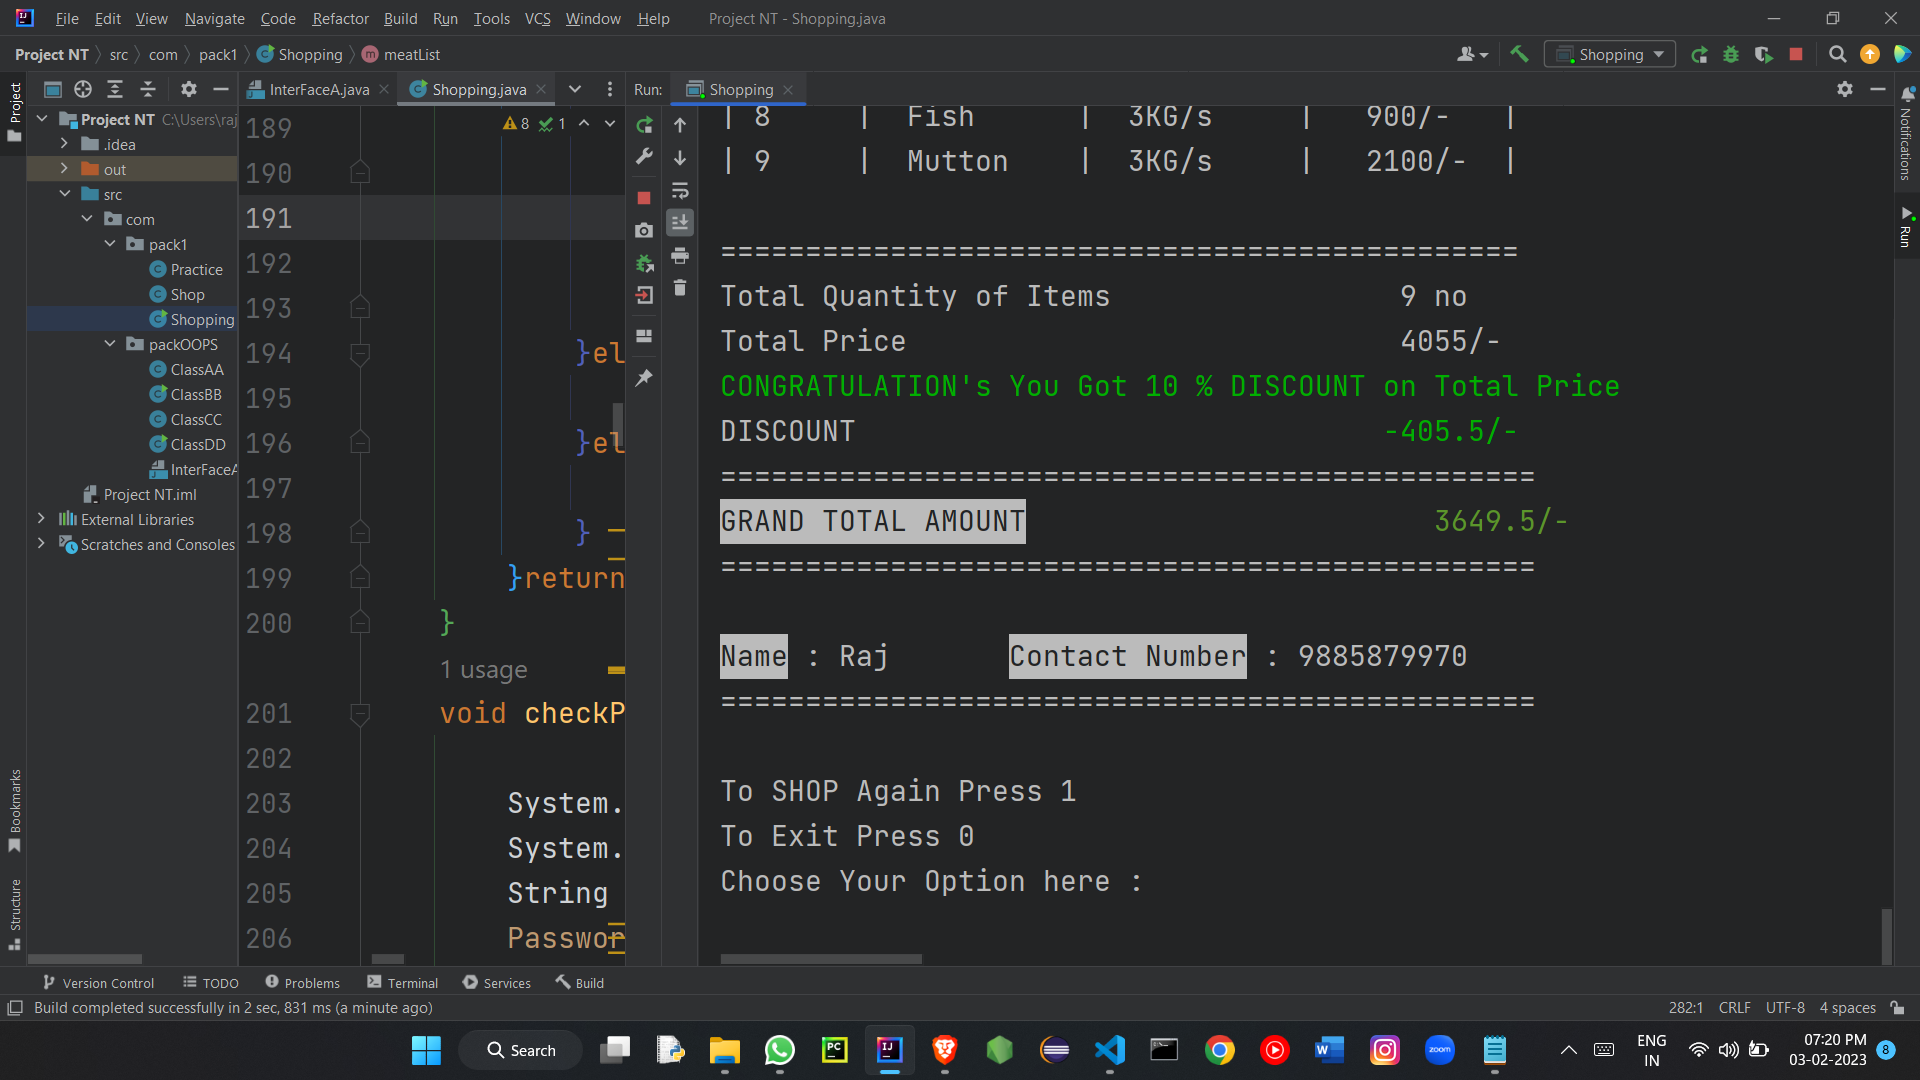 File Edit View Navigate Code Refactor Build Run Tools VCS Window Help Project NT - Shopping.java
Project NT src com pack1 Shopping meatList
Shopping
Project
InterFaceA.java Shopping.java
Run: Shopping
Project NT C:\Users\raj
.idea
out
src
com
pack1
Practice
Shop
Shopping
packOOPS
ClassAA
ClassBB
ClassCC
ClassDD
InterFaceA
Project NT.iml
External Libraries
Scratches and Consoles
8 1
189
190
191
192
193
194 }el
195
196 }el
197
198 }
199 }return
200 }
1 usage
201 void checkP
202
203 System.
204 System.
205 String
206 Passwor
| 8 | Fish | 3KG/s | 900/- |
| 9 | Mutton | 3KG/s | 2100/- |
===============================================
Total Quantity of Items 9 no
Total Price 4055/-
CONGRATULATION's You Got 10 % DISCOUNT on Total Price
DISCOUNT -405.5/-
================================================
GRAND TOTAL AMOUNT 3649.5/-
================================================
Name : Raj Contact Number : 9885879970
================================================
To SHOP Again Press 1
To Exit Press 0
Choose Your Option here :
Notifications
Run
Bookmarks
Structure
Version Control TODO Problems Terminal Services Build
Build completed successfully in 2 sec, 831 ms (a minute ago) 282:1 CRLF UTF-8 4 spaces
Search
PC
IJ
W
zoom
ENG
IN
07:20 PM
03-02-2023
8